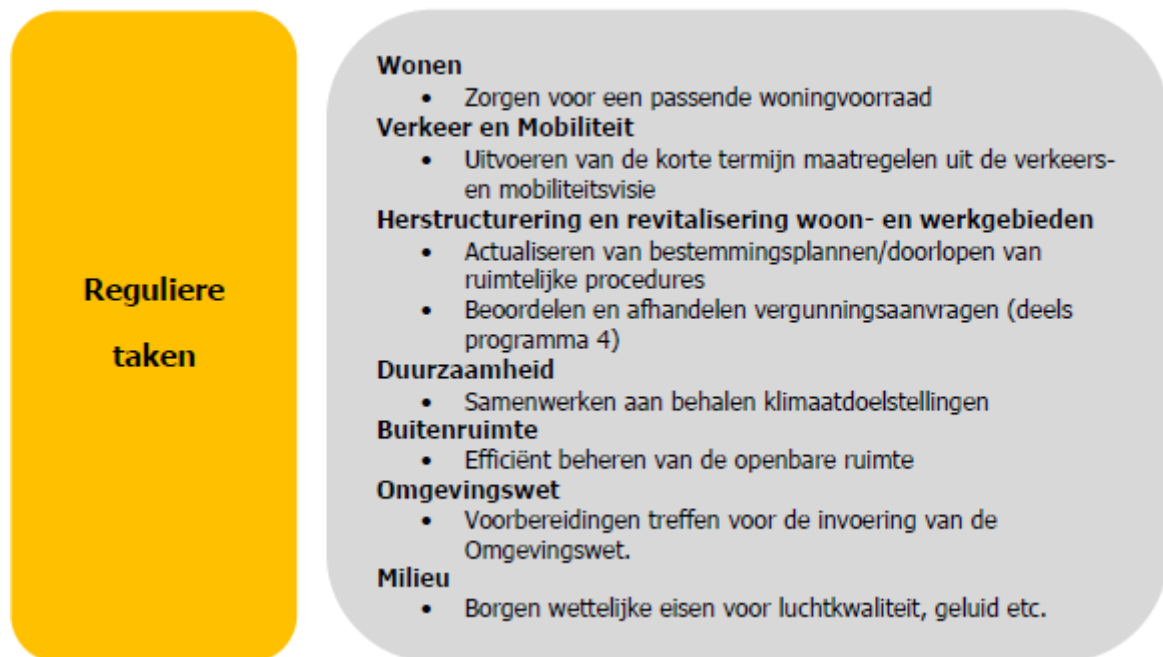 Reguliere
taken
Wonen
• Zorgen voor een passende woningvoorraad
Verkeer en Mobiliteit
• Uitvoeren van de korte termijn maatregelen uit de verkeers-
en mobiliteitsvisie
Herstructurering en revitalisering woon- en werkgebieden
• Actualiseren van bestemmingsplannen/doorlopen van
ruimtelijke procedures
• Beoordelen en afhandelen vergunningsaanvragen (deels
programma 4)
Duurzaamheid
• Samenwerken aan behalen klimaatdoelstellingen
Buitenruimte
• Efficiënt beheren van de openbare ruimte
Omgevingswet
• Voorbereidingen treffen voor de invoering van de
Omgevingswet.
Milieu
• Borgen wettelijke eisen voor luchtkwaliteit, geluid etc.